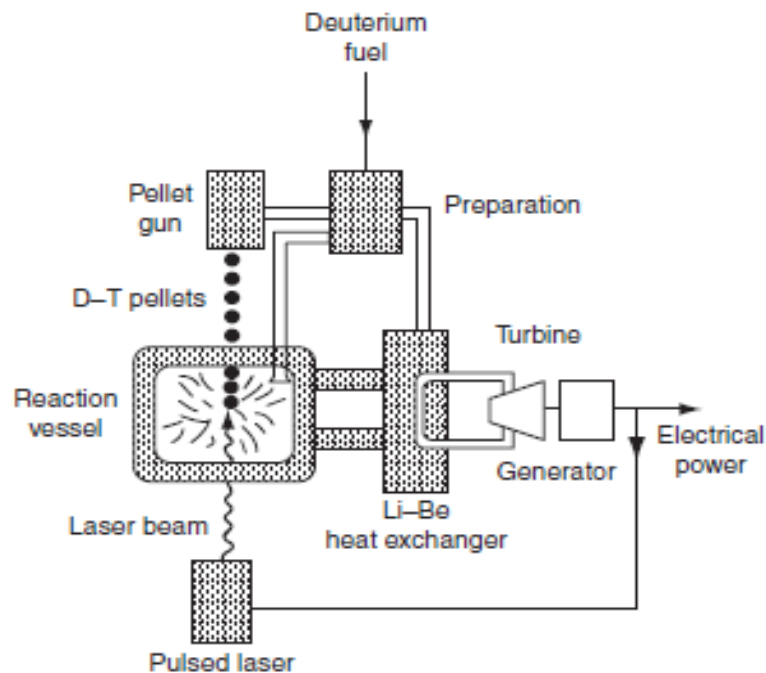 Deuterium
fuel
Pellet
gun
Preparation
D–T pellets
Turbine
Reaction
vessel
Electrical
power
Generator
Laser beam
Li–Be
heat exchanger
Pulsed laser